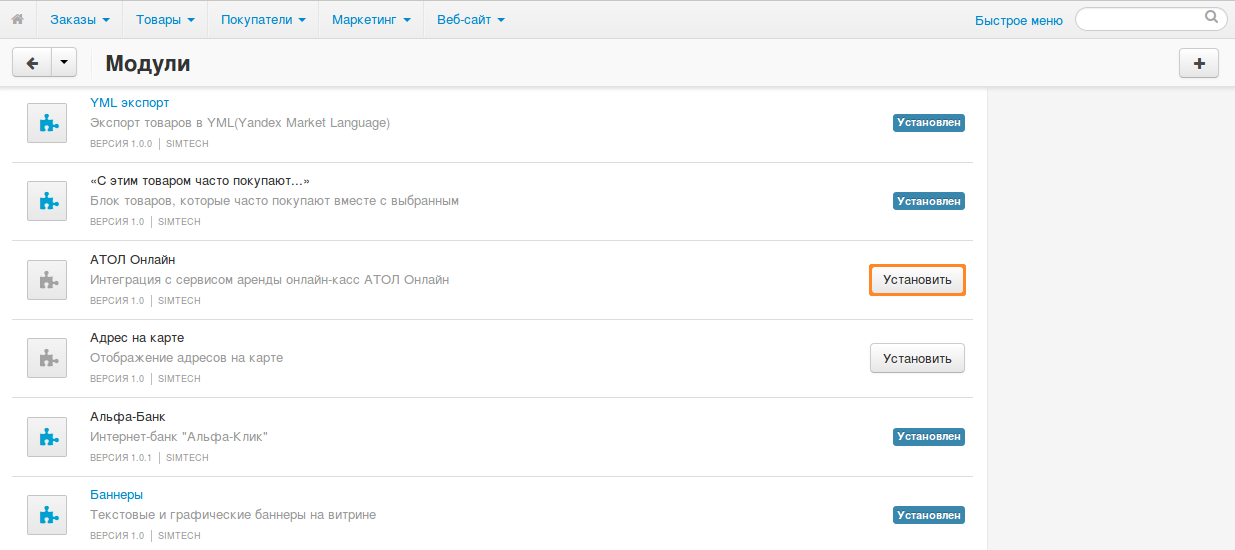 Заказы Товары Покупатели Маркетинг Веб-сайт Быстрое меню
Модули
YML экспорт
Экспорт товаров в YML(Yandex Market Language)
ВЕРСИЯ 1.0.0 | SIMTECH
Установлен
«С этим товаром часто покупают...»
Блок товаров, которые часто покупают вместе с выбранным
ВЕРСИЯ 1.0 | SIMTECH
Установлен
АТОЛ Онлайн
Интеграция с сервисом аренды онлайн-касс АТОЛ Онлайн
ВЕРСИЯ 1.0 | SIMTECH
Установить
Адрес на карте
Отображение адресов на карте
ВЕРСИЯ 1.0 | SIMTECH
Установить
Альфа-Банк
Интернет-банк "Альфа-Клик"
ВЕРСИЯ 1.0.1 | SIMTECH
Установлен
Баннеры
Текстовые и графические баннеры на витрине
ВЕРСИЯ 1.0 | SIMTECH
Установлен